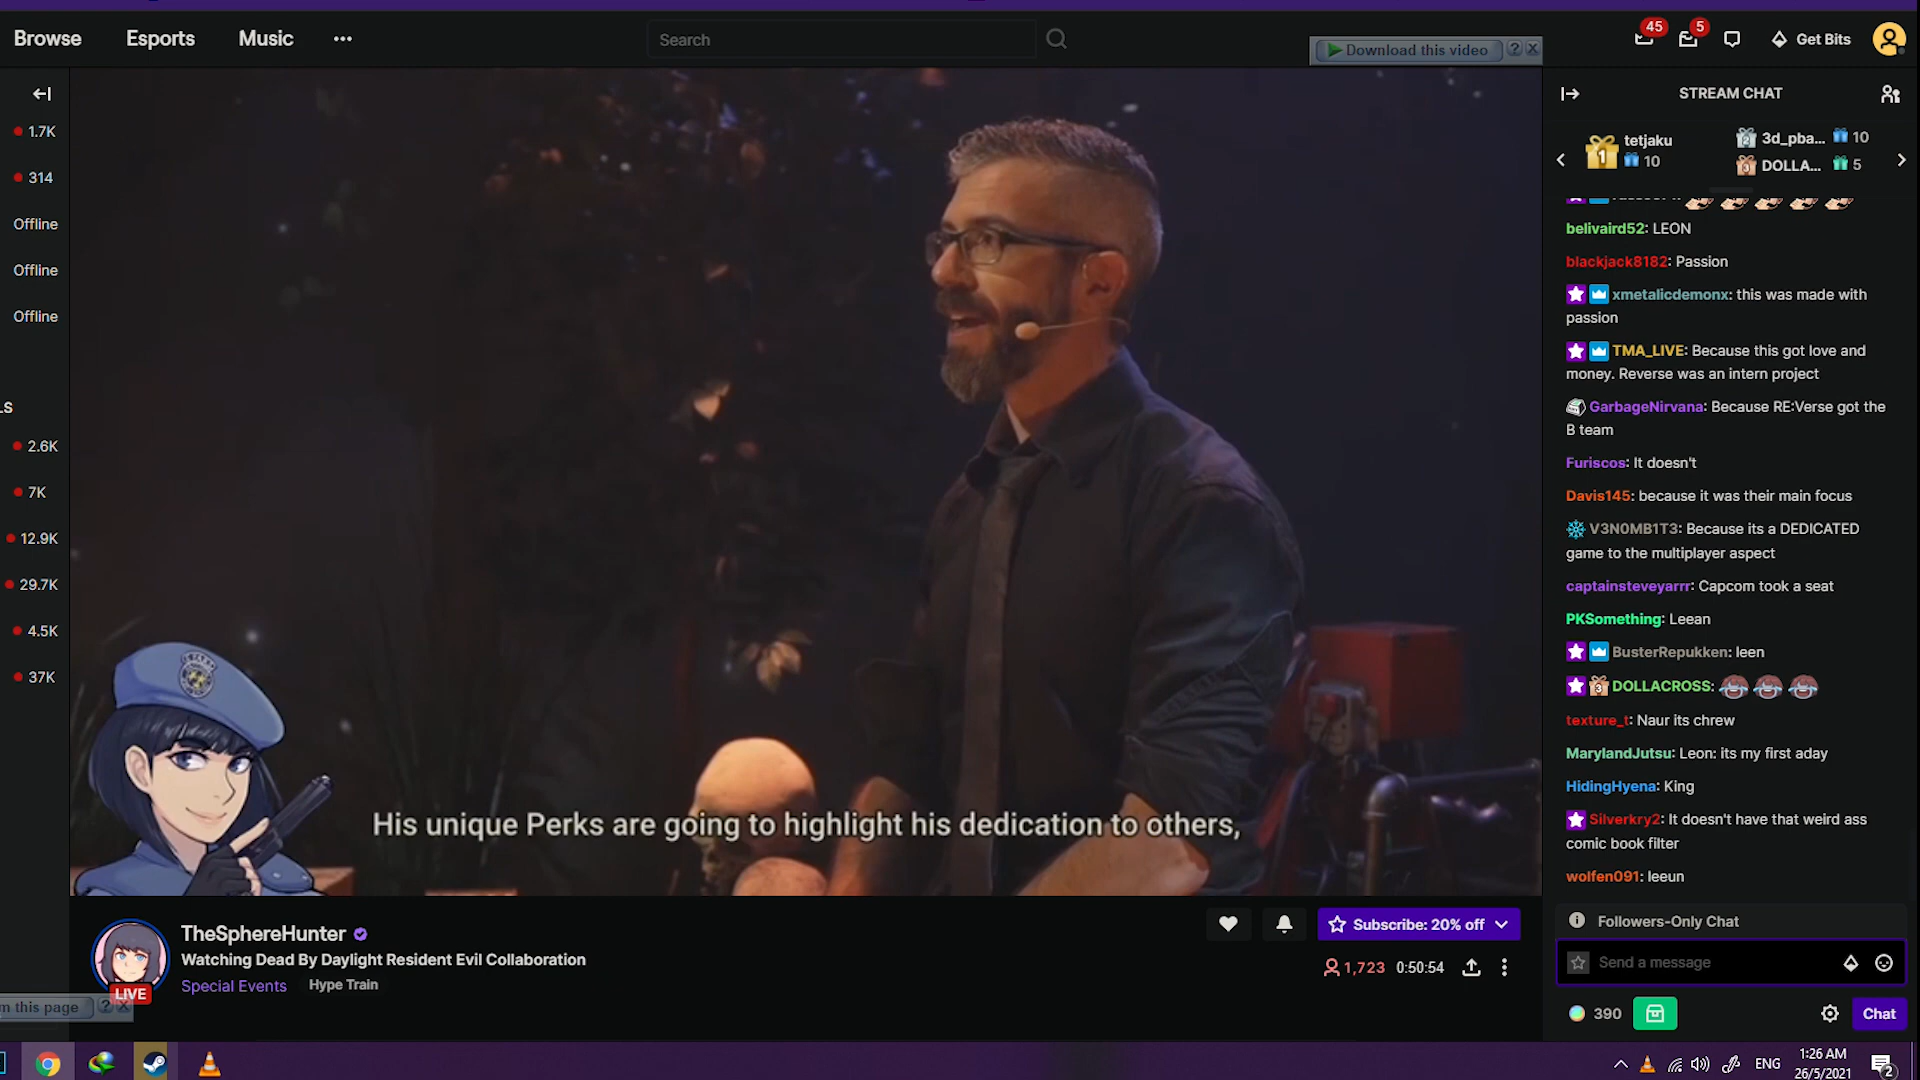 Browse
Esports
Music
Search
Download this video
45
5
Get Bits
1.7K
314
Offline
Offline
Offline
LS
2.6K
7K
12.9K
29.7K
4.5K
37K
STREAM CHAT
1
tetjaku
10
3d_pba...
10
DOLLA...
5
belivaird52: LEON
blackjack8182: Passion
xmetalicdemonx: this was made with
passion
TMA_LIVE: Because this got love and
money. Reverse was an intern project
GarbageNirvana: Because RE:Verse got the
B team
Furiscos: It doesn't
Davis145: because it was their main focus
V3N0MB1T3: Because its a DEDICATED
game to the multiplayer aspect
captainsteveyarrr: Capcom took a seat
PKSomething: Leean
BusterRepukken: leen
DOLLACROSS:
texture_t: Naur its chrew
MarylandJutsu: Leon: its my first aday
HidingHyena: King
Silverkry2: It doesn't have that weird ass
comic book filter
wolfen091: leeun
His unique Perks are going to highlight his dedication to others,
TheSphereHunter
Watching Dead By Daylight Resident Evil Collaboration
Special Events
Hype Train
LIVE
m this page
Subscribe: 20% off
1,723
0:50:54
Followers-Only Chat
Send a message
390
Chat
ENG
1:26 AM
26/5/2021
2